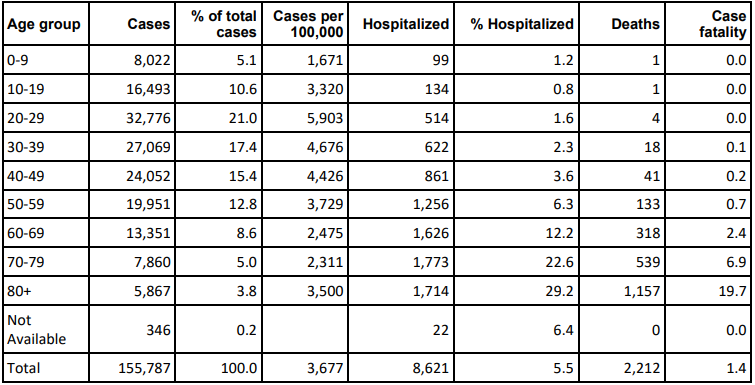 Age group Cases % of total cases Cases per 100,000 Hospitalized % Hospitalized Deaths Case fatality
0-9 8,022 5.1 1,671 99 1.2 1 0.0
10-19 16,493 10.6 3,320 134 0.8 1 0.0
20-29 32,776 21.0 5,903 514 1.6 4 0.0
30-39 27,069 17.4 4,676 622 2.3 18 0.1
40-49 24,052 15.4 4,426 861 3.6 41 0.2
50-59 19,951 12.8 3,729 1,256 6.3 133 0.7
60-69 13,351 8.6 2,475 1,626 12.2 318 2.4
70-79 7,860 5.0 2,311 1,773 22.6 539 6.9
80+ 5,867 3.8 3,500 1,714 29.2 1,157 19.7
Not Available 346 0.2 22 6.4 0 0.0
Total 155,787 100.0 3,677 8,621 5.5 2,212 1.4